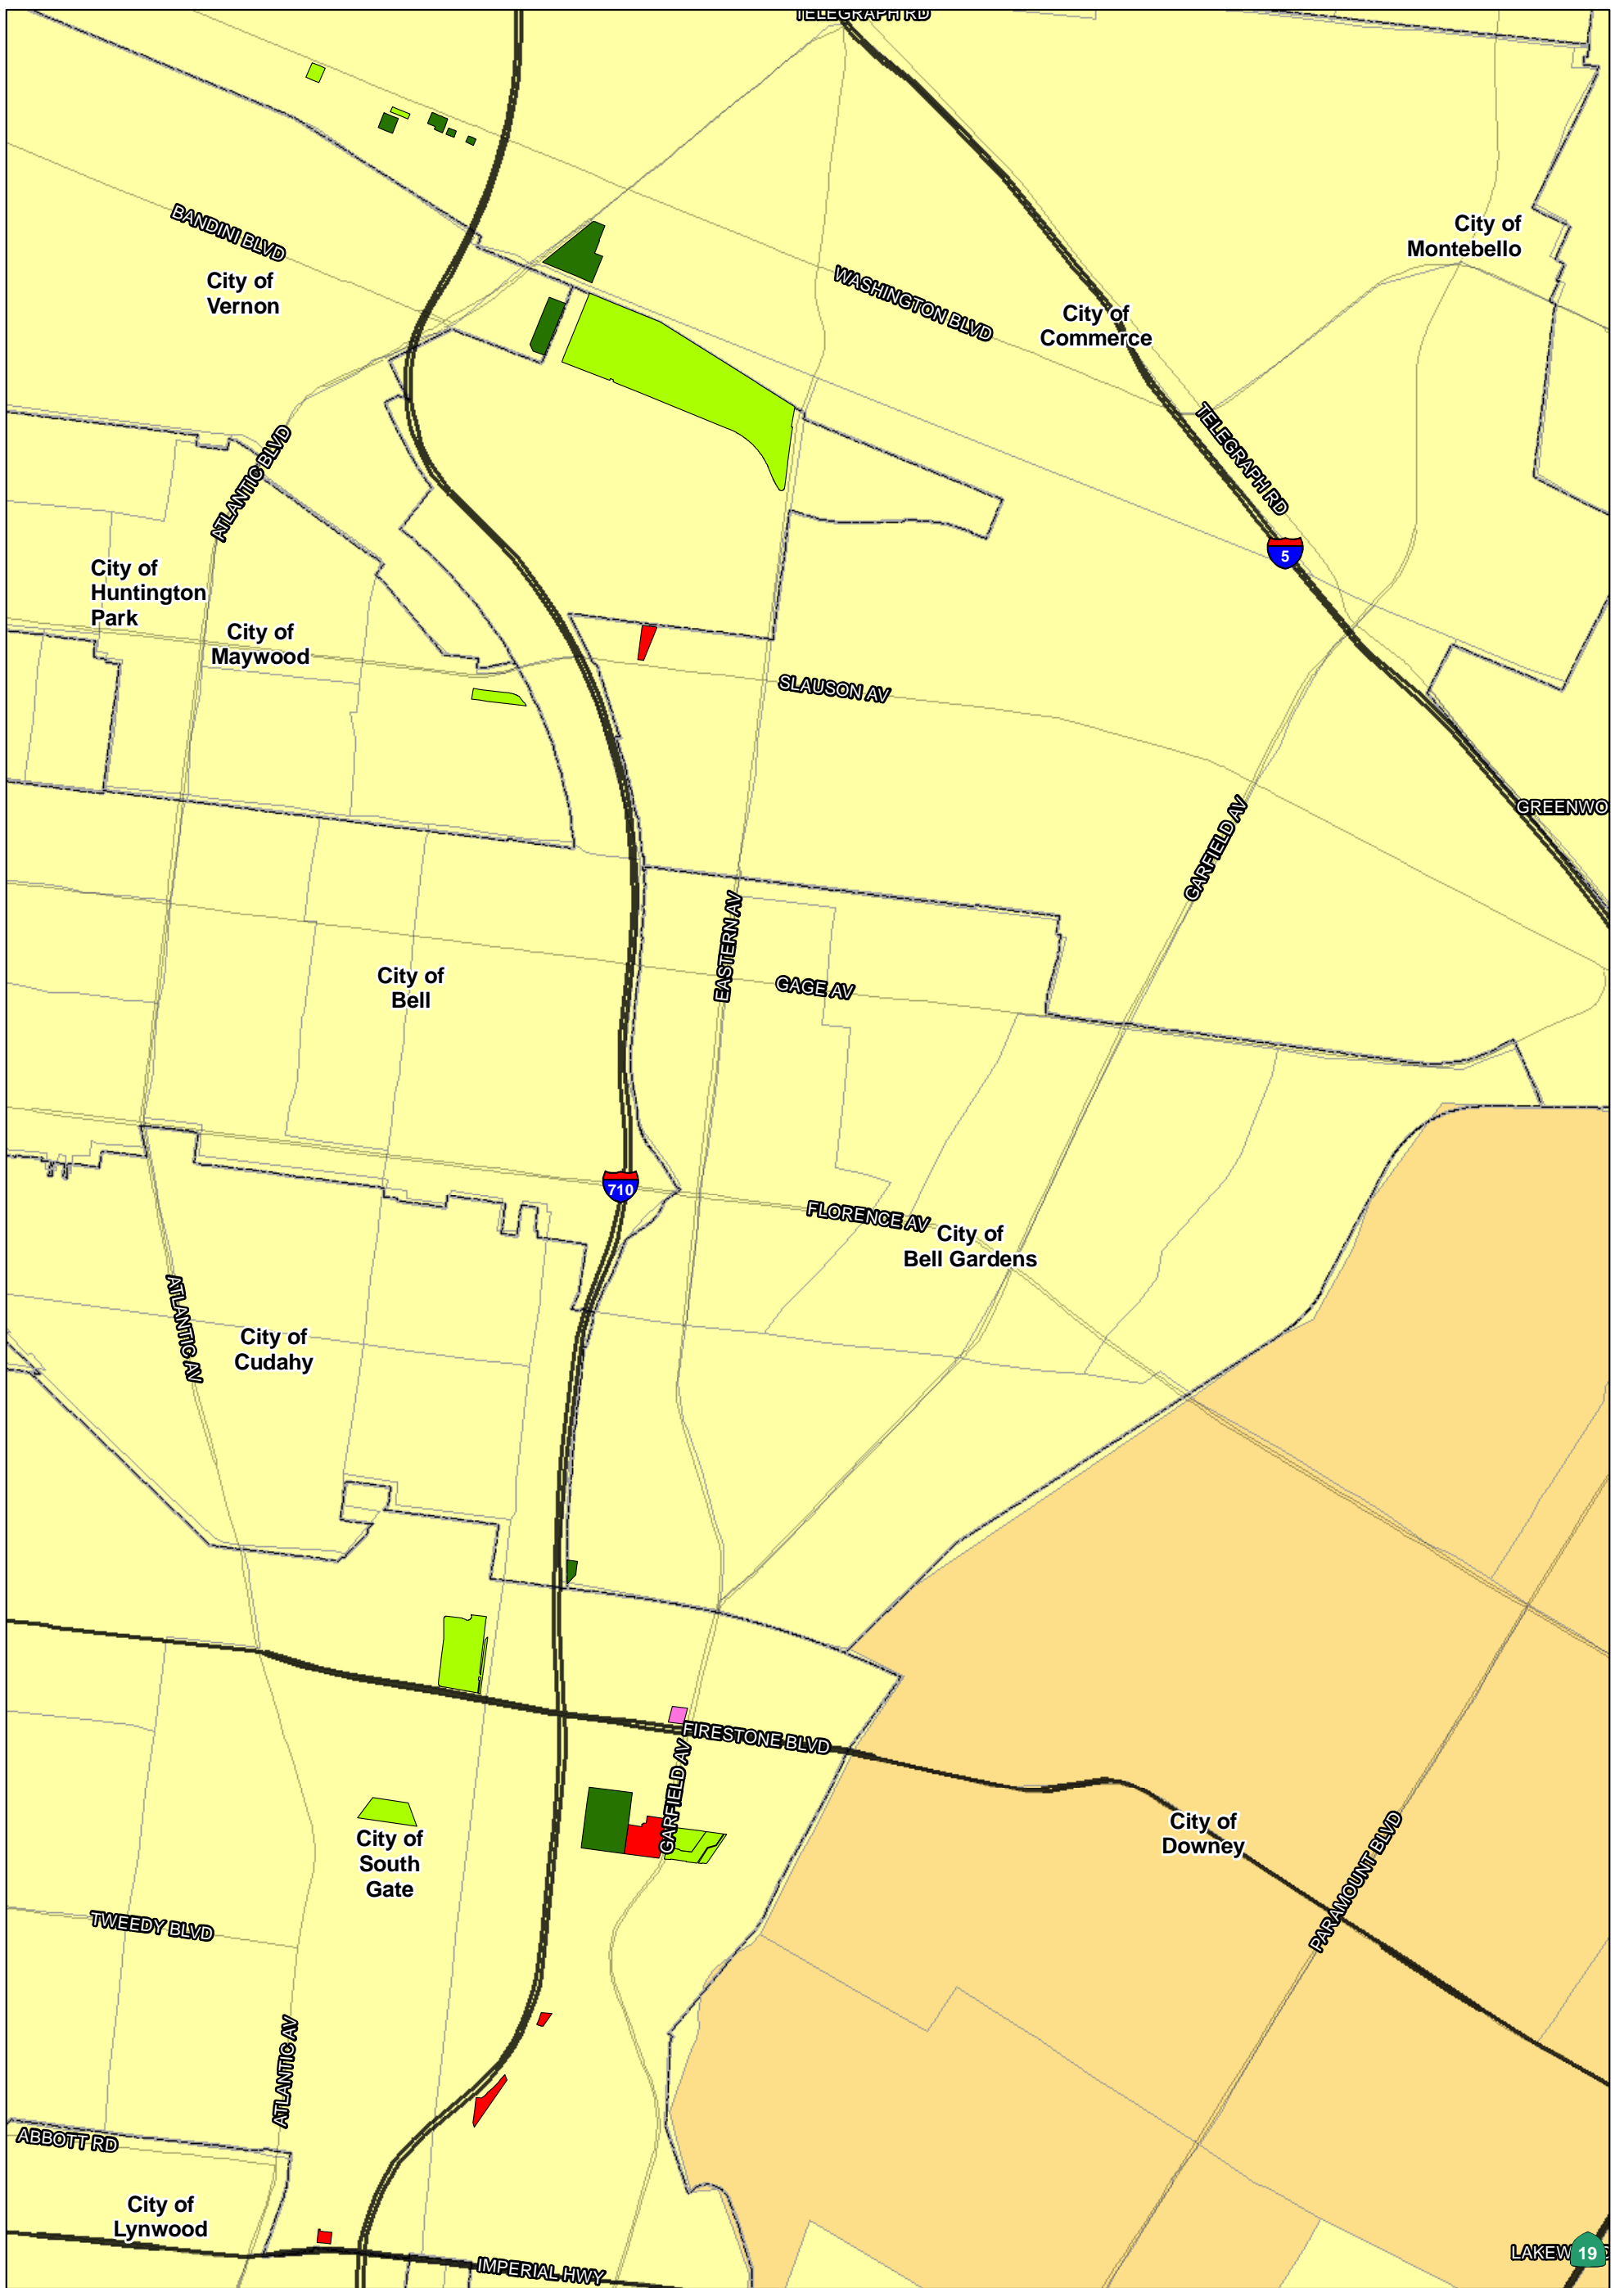 TELEGRAPH RD
BANDINI BLVD
City of
Vernon
City of
Montebello
WASHINGTON BLVD
City of
Commerce
TELEGRAPH RD
ATLANTIC BLVD
5
City of
Huntington
Park
City of
Maywood
SLAUSON AV
GREENWO
GARFIELD AV
EASTERN AV
City of
Bell
GAGE AV
710
FLORENCE AV
City of
Bell Gardens
ATLANTIC AV
City of
Cudahy
FIRESTONE BLVD
GARFIELD AV
City of
South
Gate
City of
Downey
PARAMOUNT BLVD
TWEEDY BLVD
ATLANTIC AV
ABBOTT RD
City of
Lynwood
IMPERIAL HWY
LAKEW
19